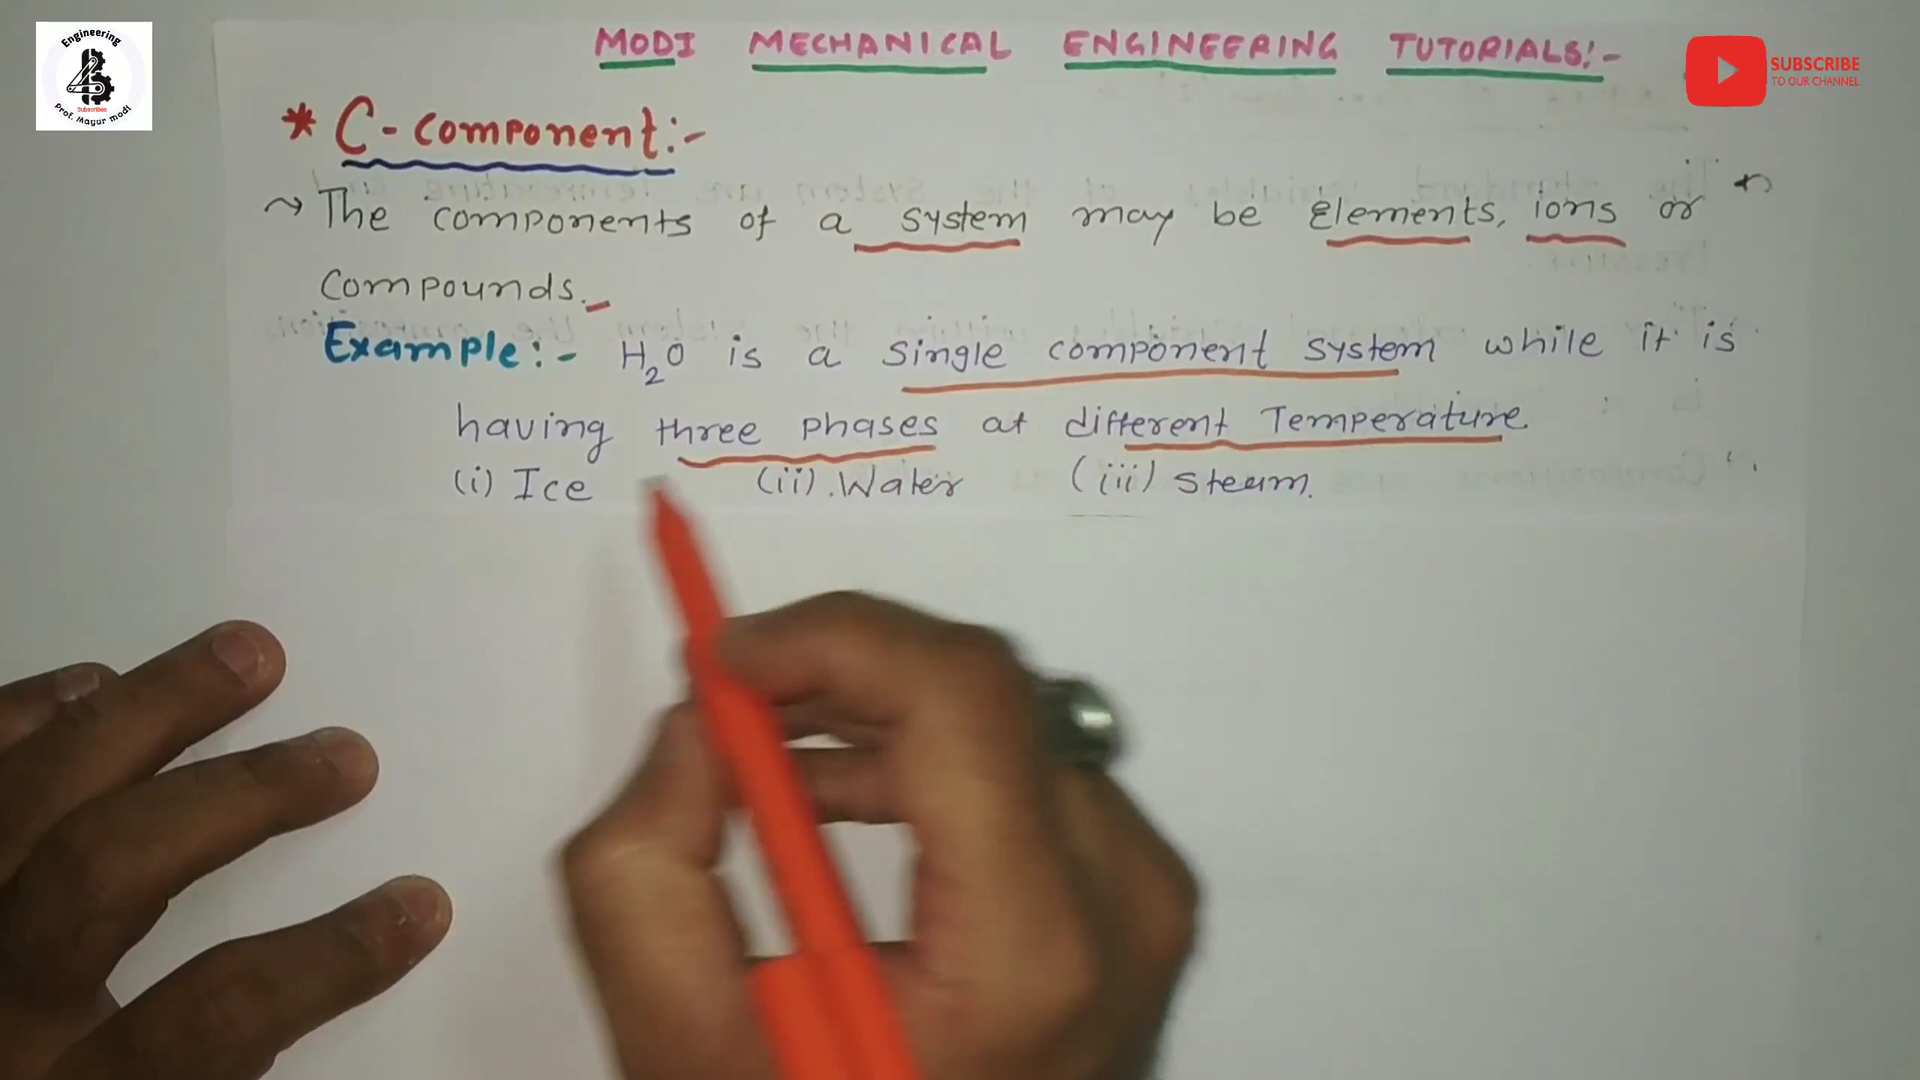 Engineering
Subscribes
Prof. Mayur modi
MODI MECHANICAL ENGINEERING TUTORIALS:-
SUBSCRIBE
TO OUR CHANNEL
* C-component:-
The components of a system may be Elements, ions or
Compounds.
Example:- H₂O is a single component system while it is
having three phases at different Temperature.
(i) Ice (ii). Water (iii) Steam.